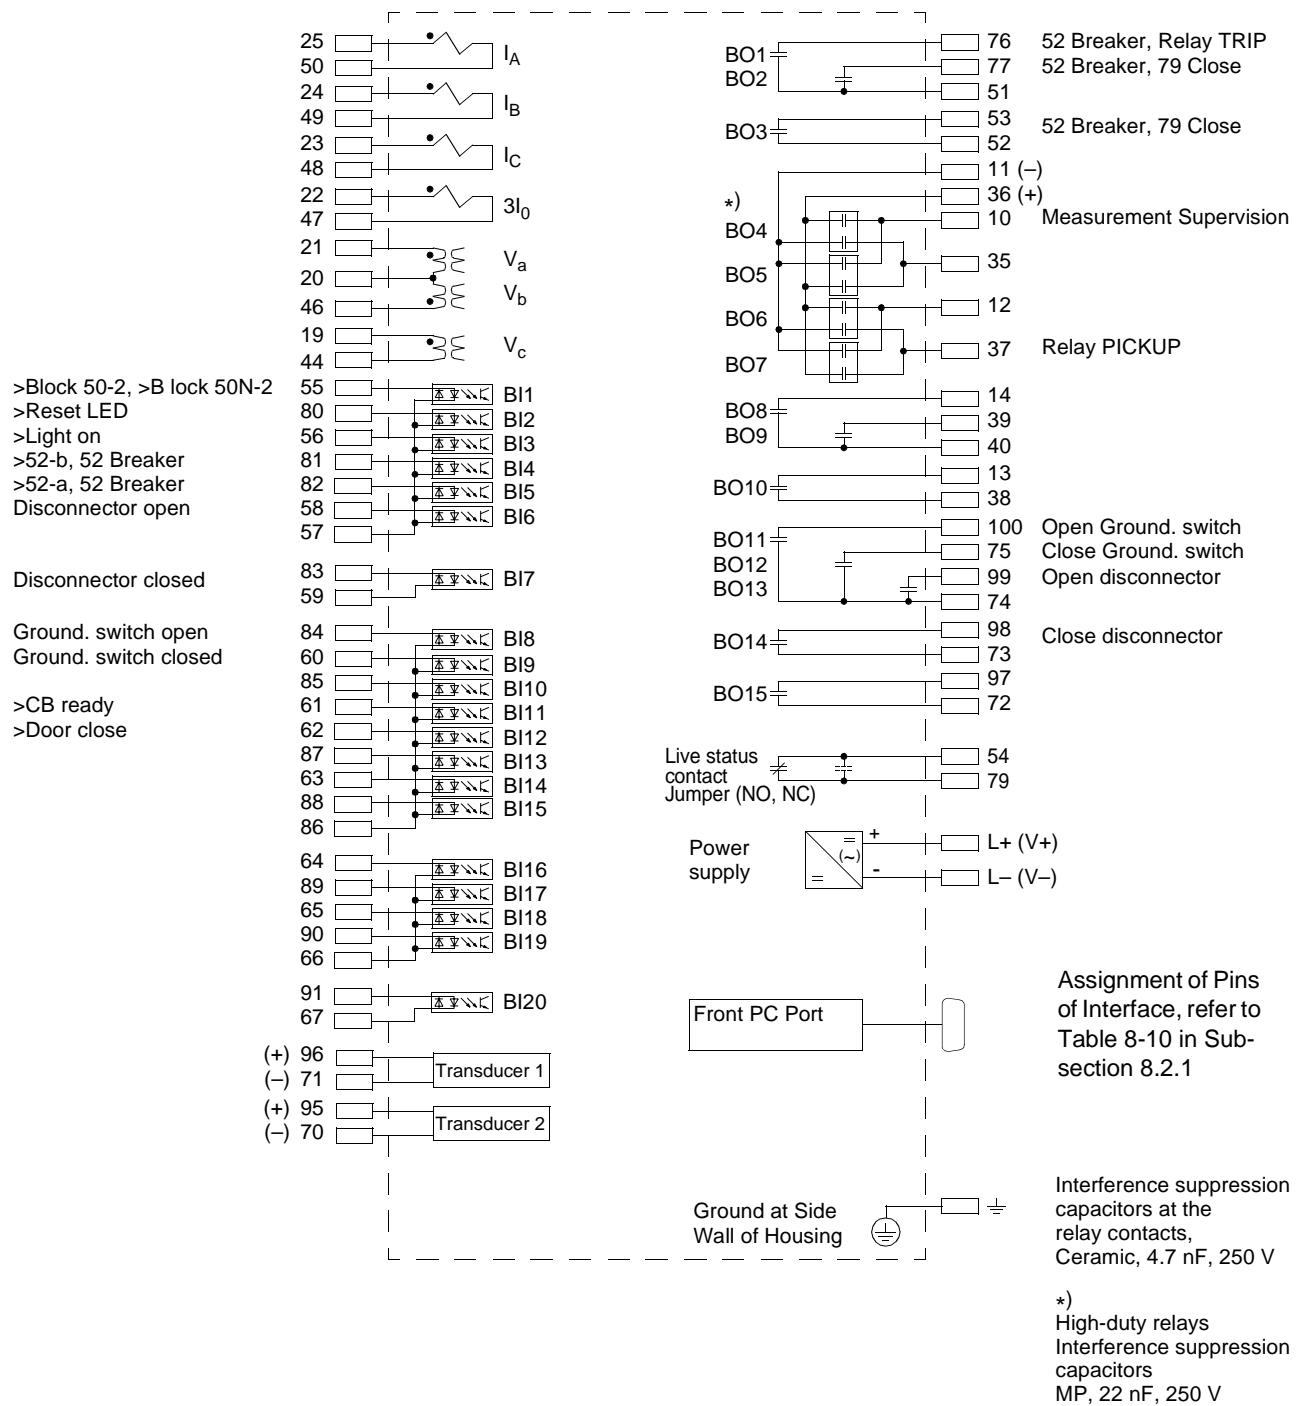 25
50
I_A
24
49
I_B
23
48
I_C
22
47
3I_0
21
20
V_a
46
V_b
19
44
V_c
>Block 50-2, >B lock 50N-2 55 BI1
>Reset LED 80 BI2
>Light on 56 BI3
>52-b, 52 Breaker 81 BI4
>52-a, 52 Breaker 82 BI5
Disconnector open 58 BI6
57
Disconnector closed 83 BI7
59
Ground. switch open 84 BI8
Ground. switch closed 60 BI9
85 BI10
>CB ready 61 BI11
>Door close 62 BI12
87 BI13
63 BI14
88 BI15
86
64 BI16
89 BI17
65 BI18
90 BI19
66
91 BI20
67
(+) 96
(–) 71
Transducer 1
(+) 95
(–) 70
Transducer 2
BO1 76 52 Breaker, Relay TRIP
BO2 77 52 Breaker, 79 Close
51
BO3 53 52 Breaker, 79 Close
52
11 (–)
36 (+)
*)
BO4 10 Measurement Supervision
BO5 35
BO6 12
BO7 37 Relay PICKUP
14
BO8 39
BO9 40
BO10 13
38
BO11 100 Open Ground. switch
BO12 75 Close Ground. switch
BO13 99 Open disconnector
74
BO14 98 Close disconnector
73
BO15 97
72
Live status 54
contact 79
Jumper (NO, NC)
Power + L+ (V+)
(~)
supply - L– (V–)
Front PC Port
Assignment of Pins
of Interface, refer to
Table 8-10 in Sub-
section 8.2.1
Ground at Side
Wall of Housing
Interference suppression
capacitors at the
relay contacts,
Ceramic, 4.7 nF, 250 V
*)
High-duty relays
Interference suppression
capacitors
MP, 22 nF, 250 V